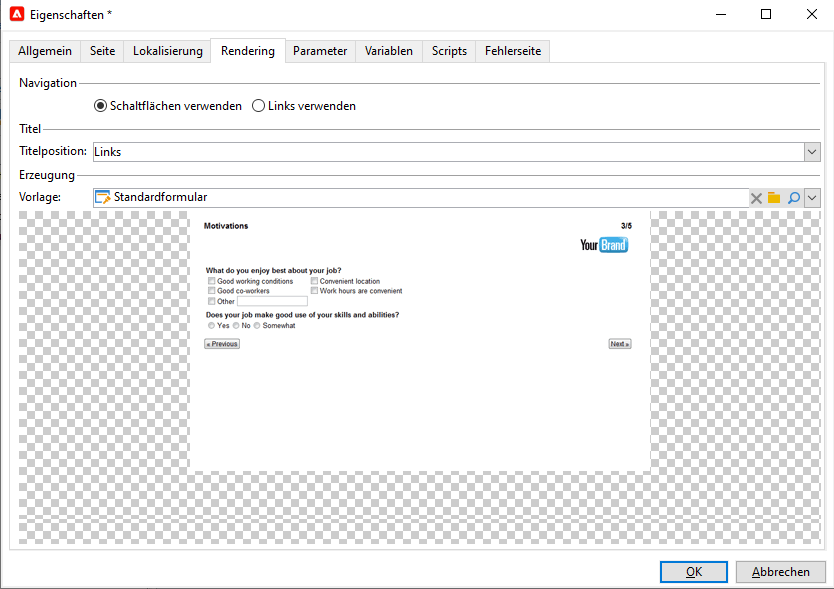 Eigenschaften *
Allgemein Seite Lokalisierung Rendering Parameter Variablen Scripts Fehlerseite
Navigation
Schaltflächen verwenden Links verwenden
Titel
Titelposition: Links
Erzeugung
Vorlage: Standardformular
Motivations 3/5
Your Brand
What do you enjoy best about your job?
Good working conditions Convenient location
Good co-workers Work hours are convenient
Other
Does your job make good use of your skills and abilities?
Yes No Somewhat
« Previous Next »
OK Abbrechen